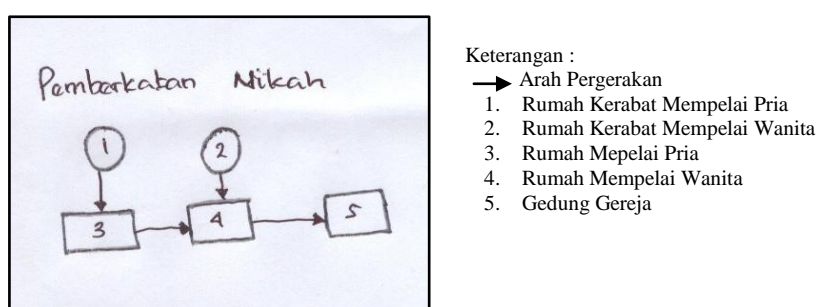 Pemberkatan Nikah
1
2
3
4
5
Keterangan :
Arah Pergerakan
1. Rumah Kerabat Mempelai Pria
2. Rumah Kerabat Mempelai Wanita
3. Rumah Mepelai Pria
4. Rumah Mempelai Wanita
5. Gedung Gereja